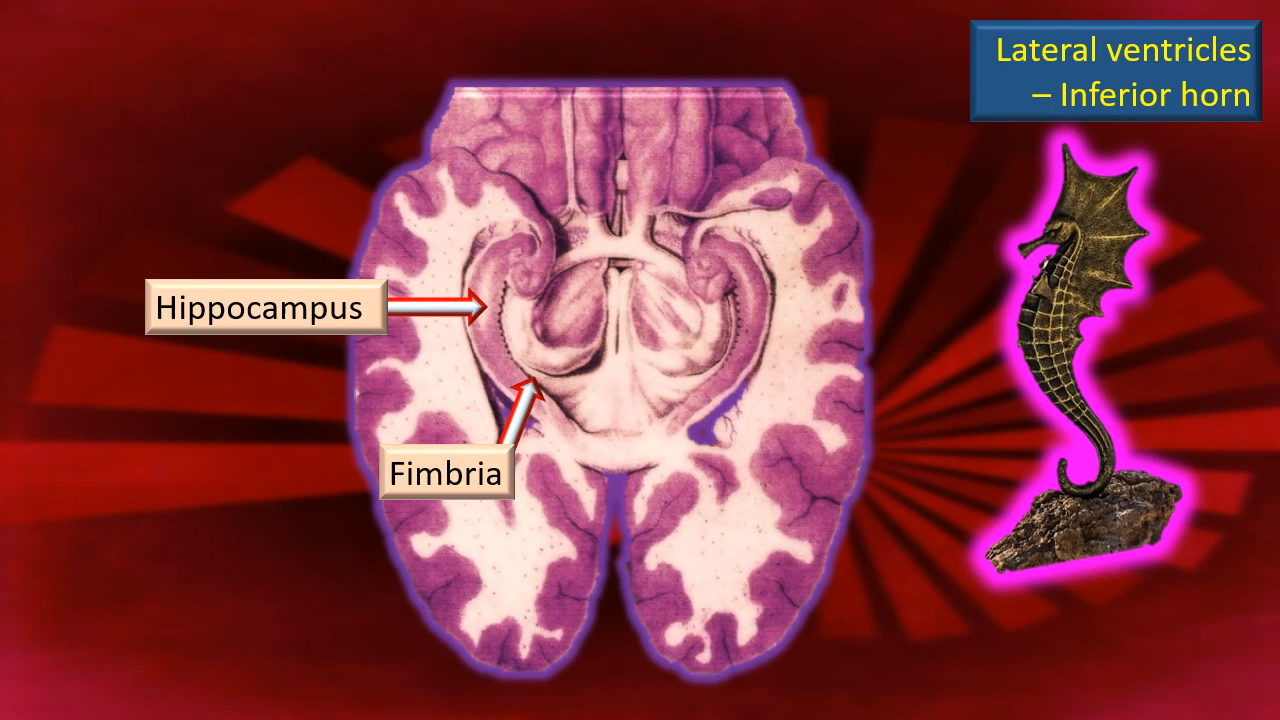 Lateral ventricles
– Inferior horn
Hippocampus
Fimbria